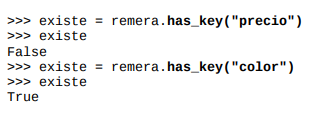 >>> existe = remera.has_key("precio")
>>> existe
False
>>> existe = remera.has_key("color")
>>> existe
True